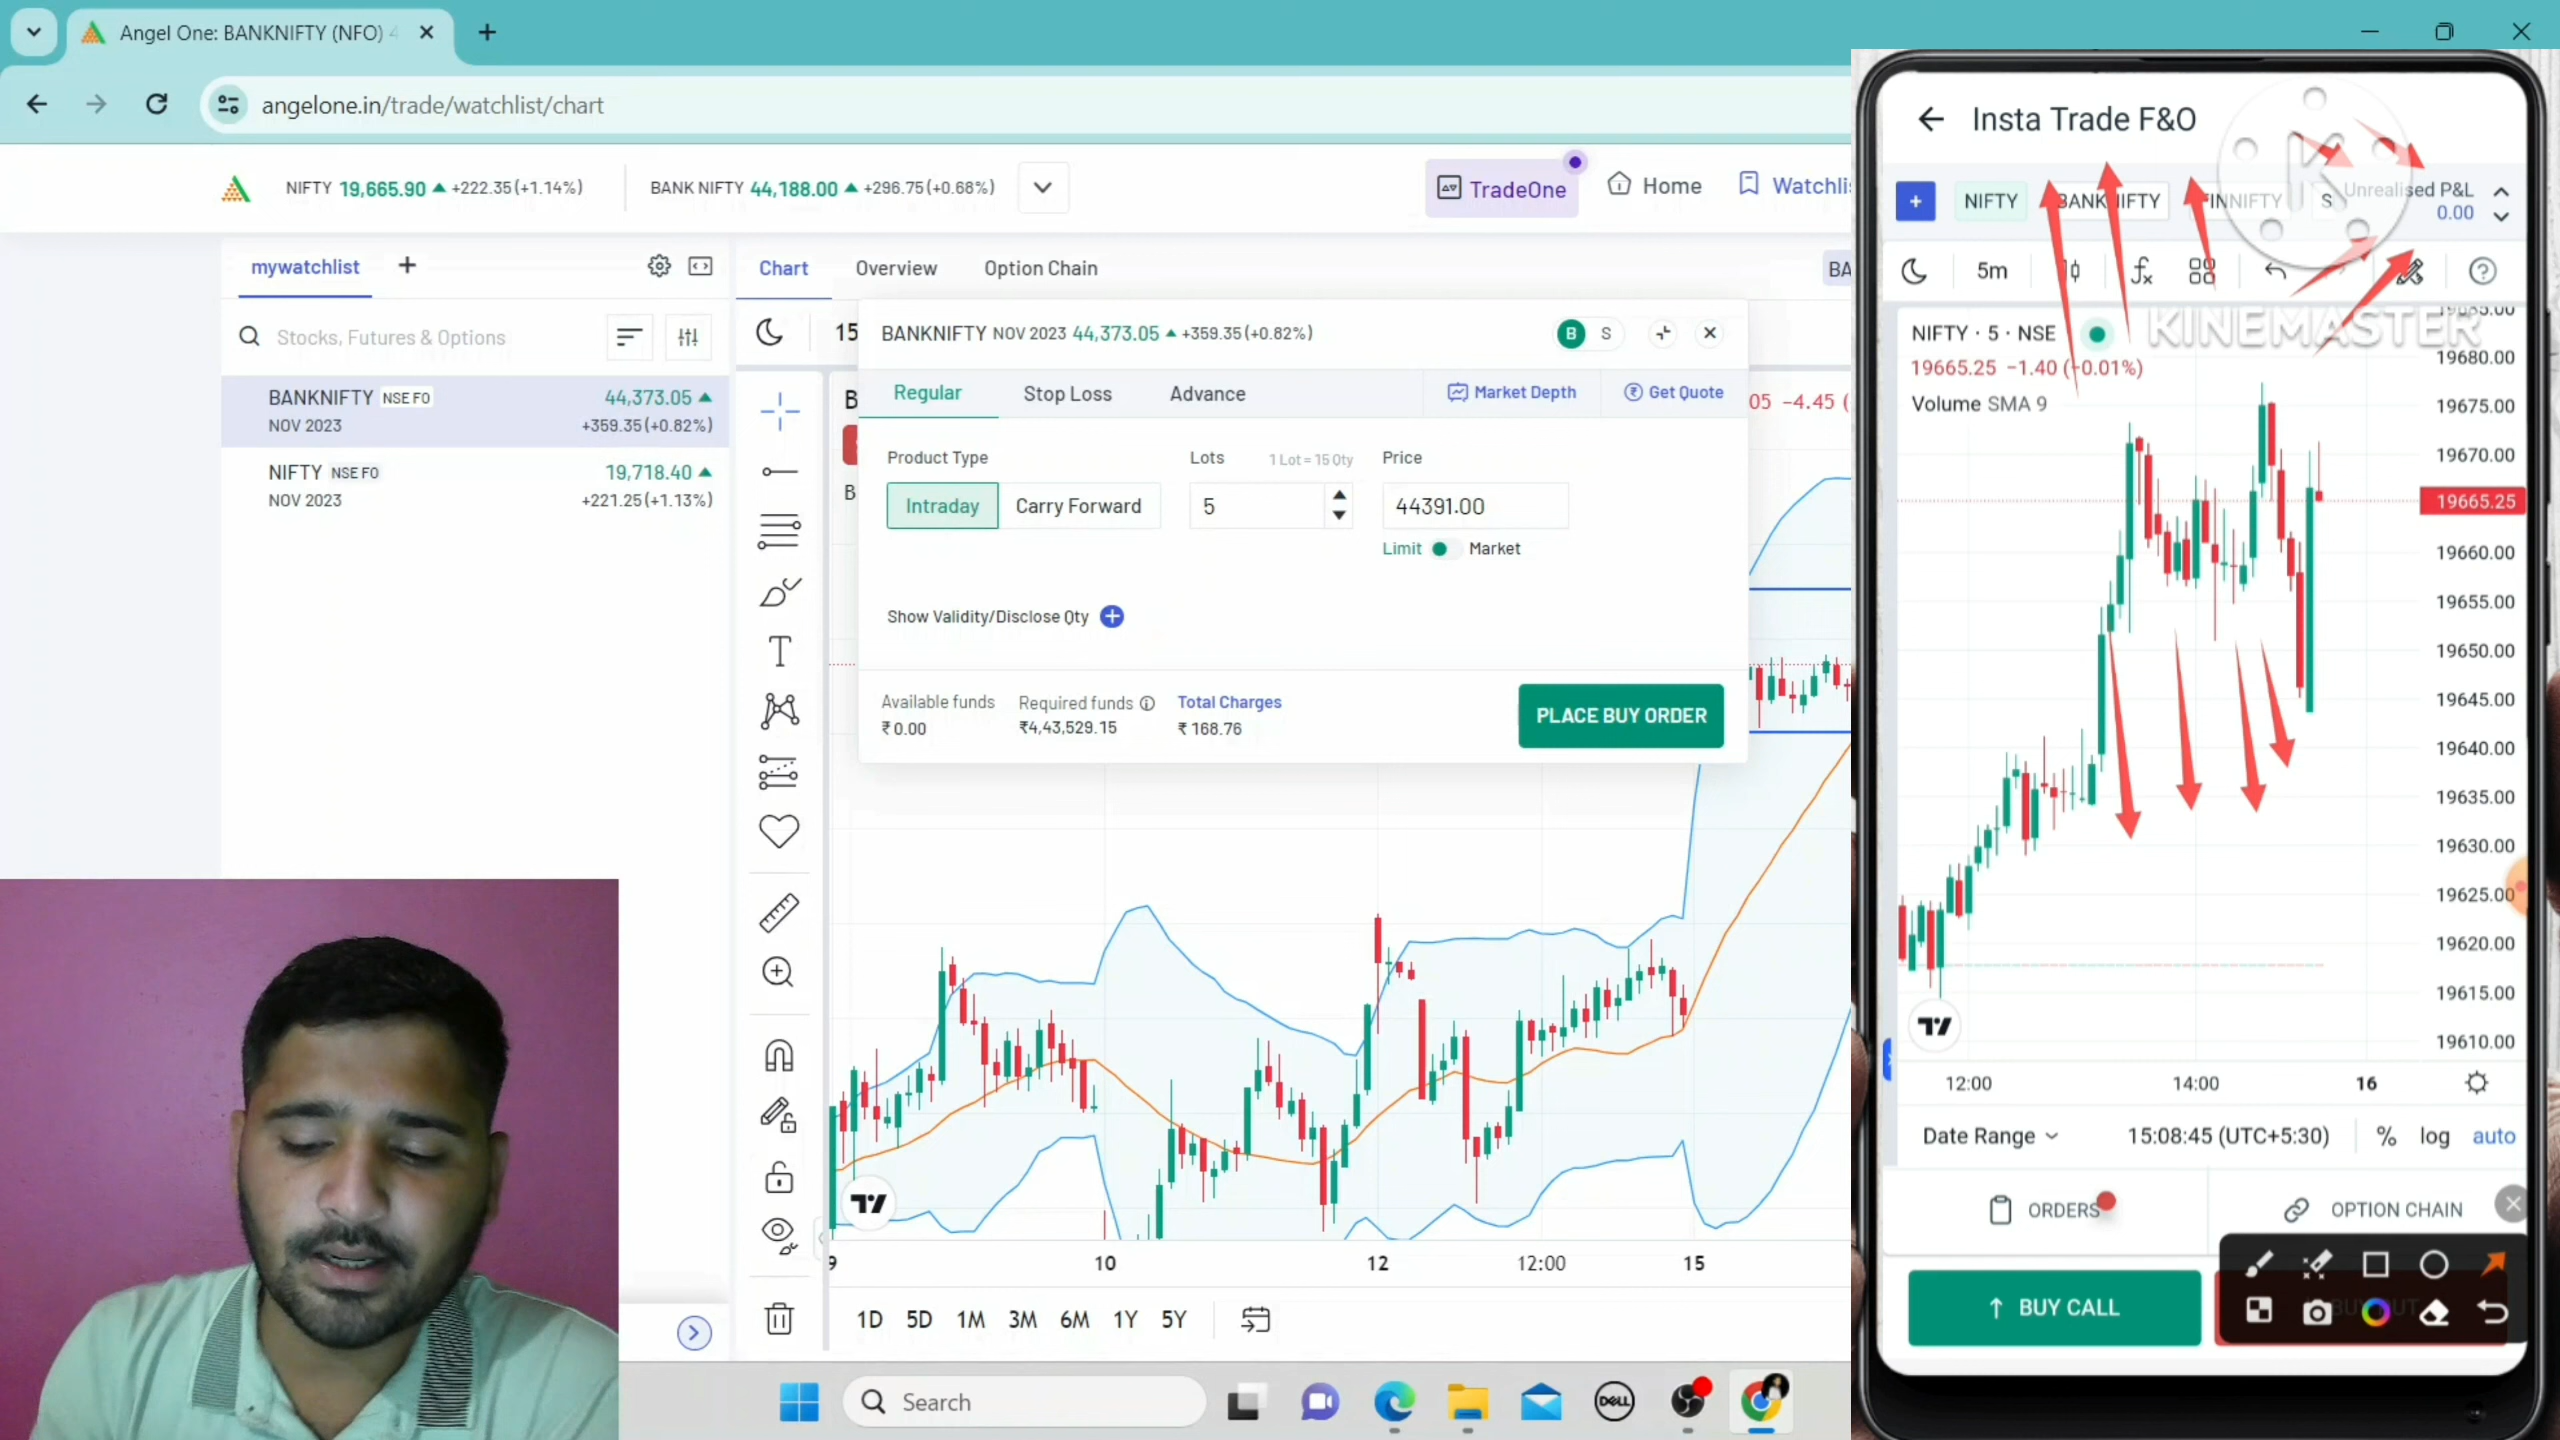 Angel One: BANKNIFTY (NFO) 4
angelone.in/trade/watchlist/chart
NIFTY 19,665.90 +222.35 (+1.14%)
BANK NIFTY 44,188.00 +296.75 (+0.68%)
TradeOne
Home
mywatchlist
Stocks, Futures & Options
BANKNIFTY NSE FO 44,373.05
NOV 2023 +359.35 (+0.82%)
NIFTY NSE FO 19,718.40
NOV 2023 +221.25 (+1.13%)
Chart Overview Option Chain
BANKNIFTY NOV 2023 44,373.05 +359.35 (+0.82%)
B S
Regular Stop Loss Advance
Market Depth Get Quote
Product Type
Intraday Carry Forward
Lots 1 Lot = 15 Qty
5
Price
44391.00
Limit Market
Show Validity/Disclose Qty
Available funds
₹ 0.00
Required funds
₹4,43,529.15
Total Charges
₹ 168.76
PLACE BUY ORDER
05 −4.45 (
9 10 12 12:00 15
1D 5D 1M 3M 6M 1Y 5Y
Search
DELL
Insta Trade F&O
NIFTY BANKNIFTY FINNIFTY S
Unrealised P&L
0.00
5m
KINEMASTER
NIFTY · 5 · NSE
19665.25 −1.40 (−0.01%)
Volume SMA 9
19680.00
19675.00
19670.00
19665.25
19660.00
19655.00
19650.00
19645.00
19640.00
19635.00
19630.00
19625.00
19620.00
19615.00
19610.00
12:00 14:00 16
Date Range 15:08:45 (UTC+5:30) % log auto
ORDERS OPTION CHAIN
BUY CALL